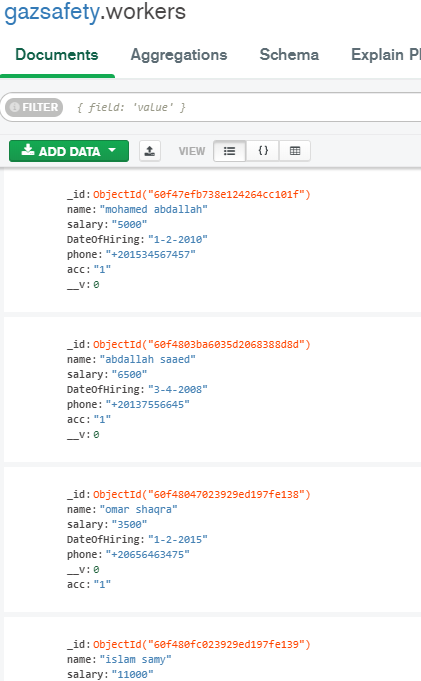 gazsafety.workers
Documents Aggregations Schema Explain Pl
FILTER { field: 'value' }
ADD DATA VIEW { }
_id: ObjectId("60f47efb738e124264cc101f")
name: "mohamed abdallah"
salary: "5000"
DateOfHiring: "1-2-2010"
phone: "+201534567457"
acc: "1"
__v: 0
_id: ObjectId("60f4803ba6035d2068388d8d")
name: "abdallah saaed"
salary: "6500"
DateOfHiring: "3-4-2008"
phone: "+20137556645"
acc: "1"
__v: 0
_id: ObjectId("60f48047023929ed197fe138")
name: "omar shaqra"
salary: "3500"
DateOfHiring: "1-2-2015"
phone: "+20656463475"
__v: 0
acc: "1"
_id: ObjectId("60f480fc023929ed197fe139")
name: "islam samy"
salary: "11000"